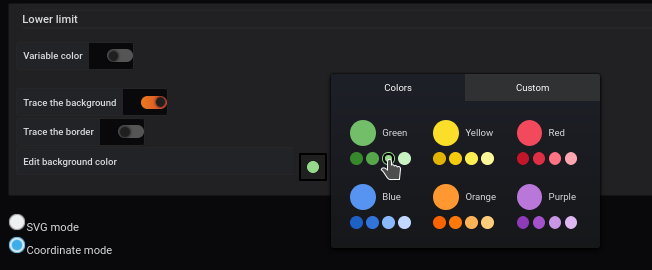 Lower limit
Variable color
Trace the background
Trace the border
Edit background color
Colors Custom
Green Yellow Red
Blue Orange Purple
SVG mode
Coordinate mode